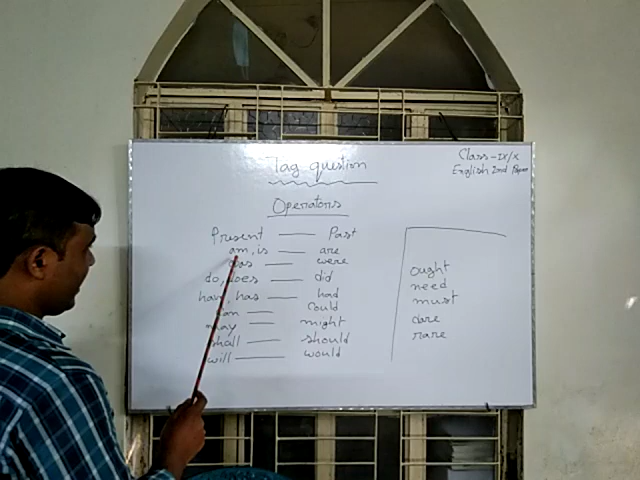 Tag question
Class - IX/X
English 2nd Paper
Operators
Present — Past
am, is — are
was — were
do, does — did
have, has — had
can — could
may — might
shall — should
will — would
ought
need
must
dare
rare